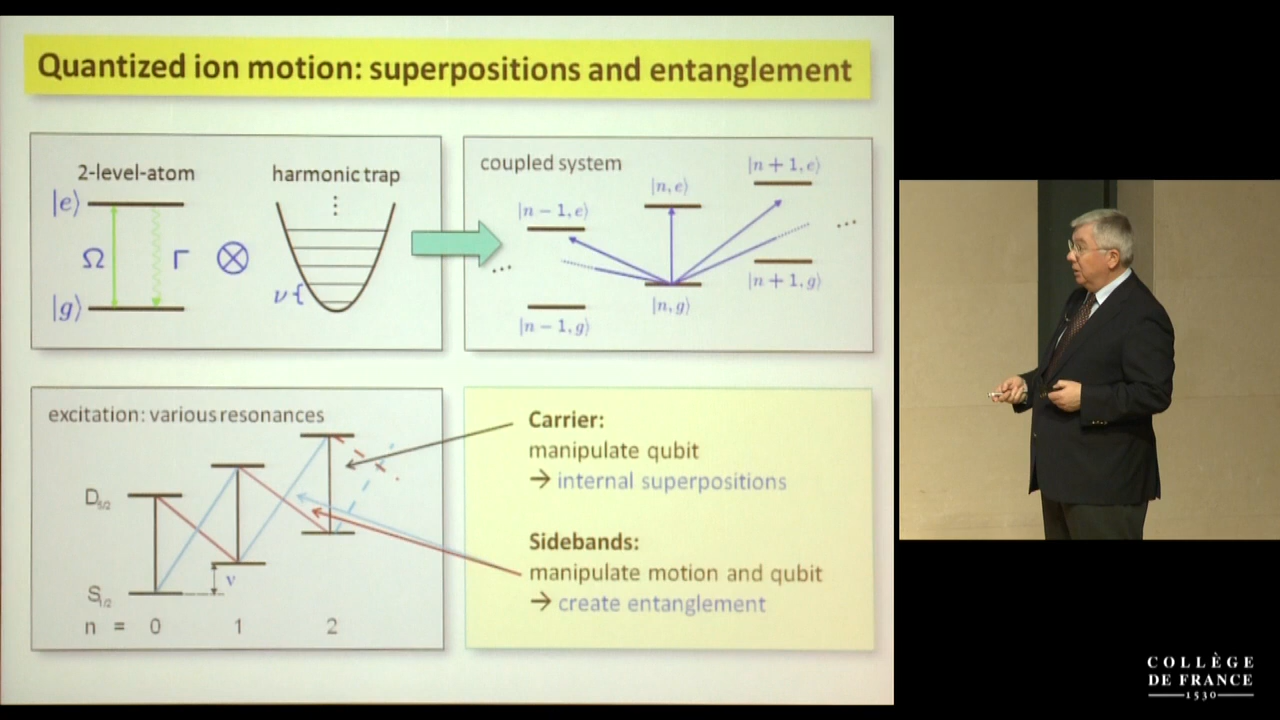 Quantized ion motion: superpositions and entanglement
2-level-atom
harmonic trap
|e⟩
Ω
Γ
⊗
ν{
|g⟩
coupled system
|n − 1, e⟩
|n, e⟩
|n + 1, e⟩
...
...
|n − 1, g⟩
|n, g⟩
|n + 1, g⟩
excitation: various resonances
D5/2
S1/2
ν
n = 0 1 2
Carrier:
manipulate qubit
→ internal superpositions
Sidebands:
manipulate motion and qubit
→ create entanglement
COLLÈGE
DE FRANCE
1530